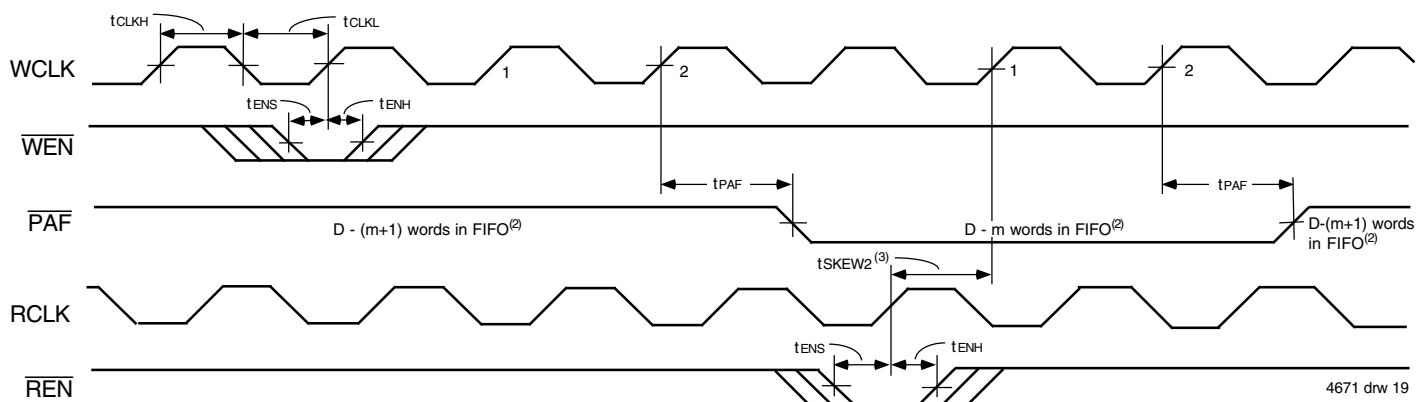 tCLKH
tCLKL
WCLK
1
2
1
2
tENS
tENH
WEN
tPAF
tPAF
PAF
D - (m+1) words in FIFO(2)
D - m words in FIFO(2)
D-(m+1) words
in FIFO(2)
tSKEW2(3)
RCLK
tENS
tENH
REN
4671 drw 19